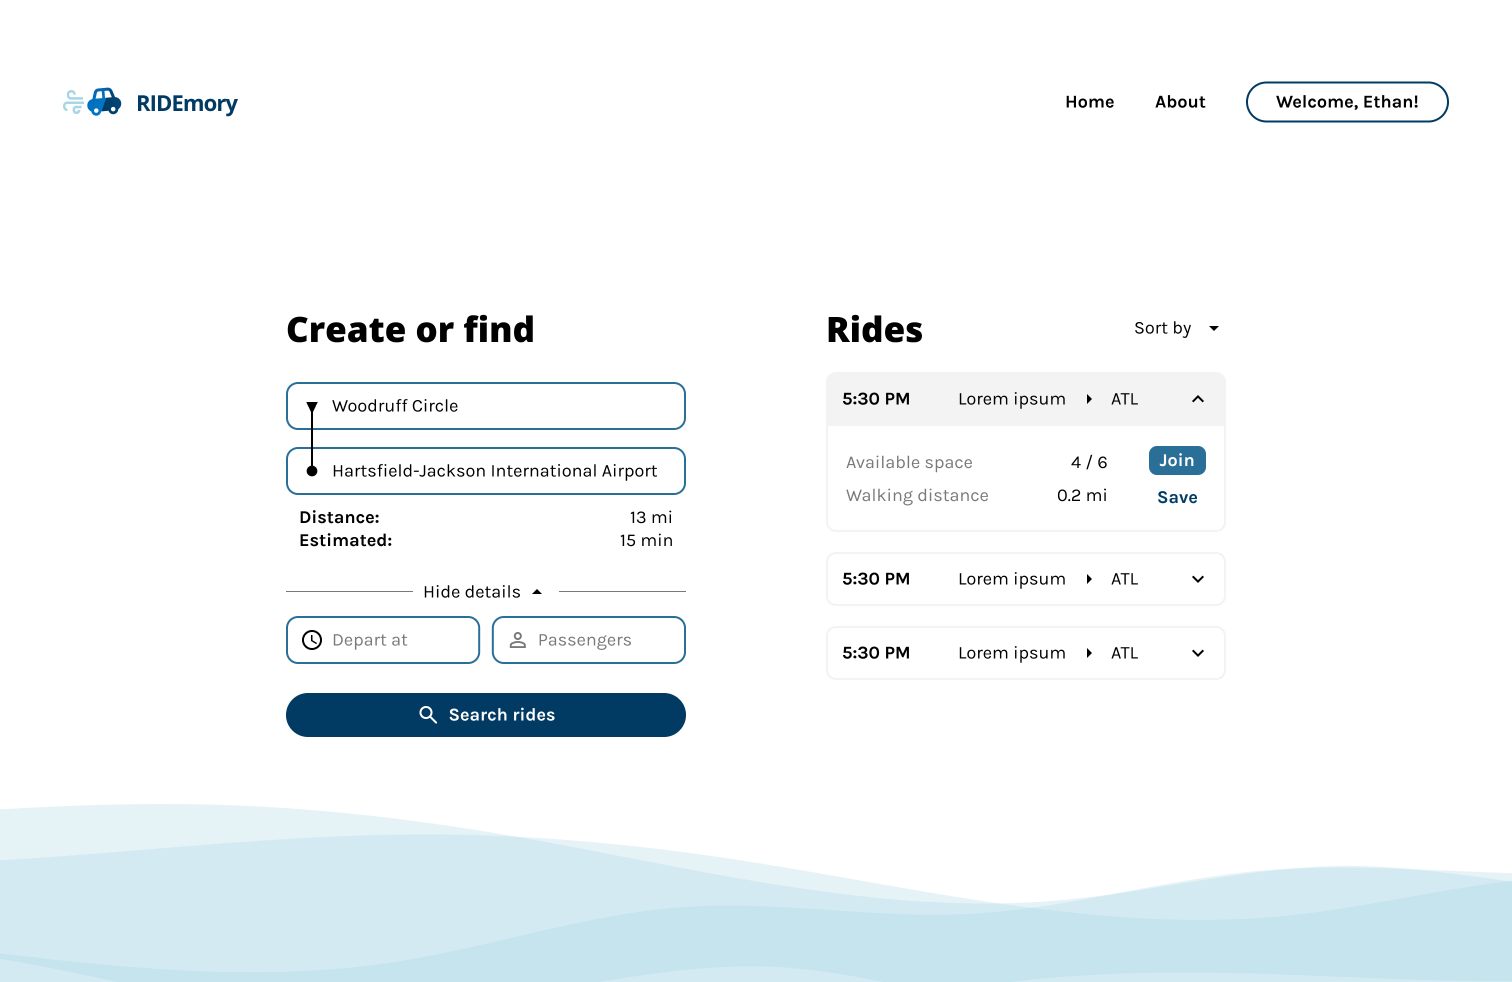 RIDEmory
Home
About
Welcome, Ethan!
Create or find
Woodruff Circle
Hartsfield-Jackson International Airport
Distance: 13 mi
Estimated: 15 min
Hide details
Depart at
Passengers
Search rides
Rides
Sort by
5:30 PM Lorem ipsum ATL
Available space 4 / 6
Join
Walking distance 0.2 mi
Save
5:30 PM Lorem ipsum ATL
5:30 PM Lorem ipsum ATL